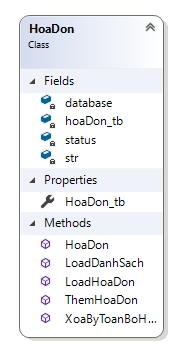 HoaDon
Class
Fields
database
hoaDon_tb
status
str
Properties
HoaDon_tb
Methods
HoaDon
LoadDanhSach
LoadHoaDon
ThemHoaDon
XoaByToanBoH...